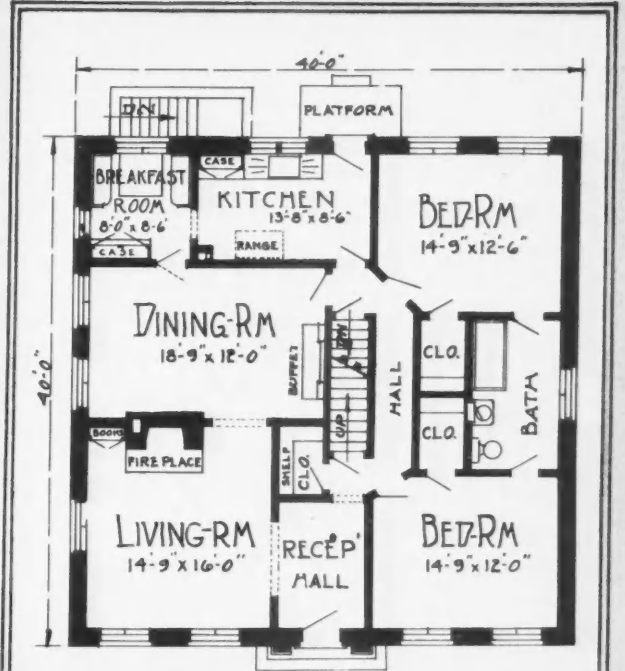 40'-0"
DN
PLATFORM
CASE
BREAKFAST
ROOM
8'-0" x 8'-6"
CASE
KITCHEN
13'-8" x 8'-6"
RANGE
BED-RM
14'-9" x 12'-6"
40'-0"
DINING-RM
18'-9" x 12'-0"
BUFFET
DN
UP
HALL
CLO.
CLO.
BATH
BOOKS
FIRE PLACE
SHELF
CLO.
LIVING-RM
14'-9" x 16'-0"
RECEP'
HALL
BED-RM
14'-9" x 12'-0"